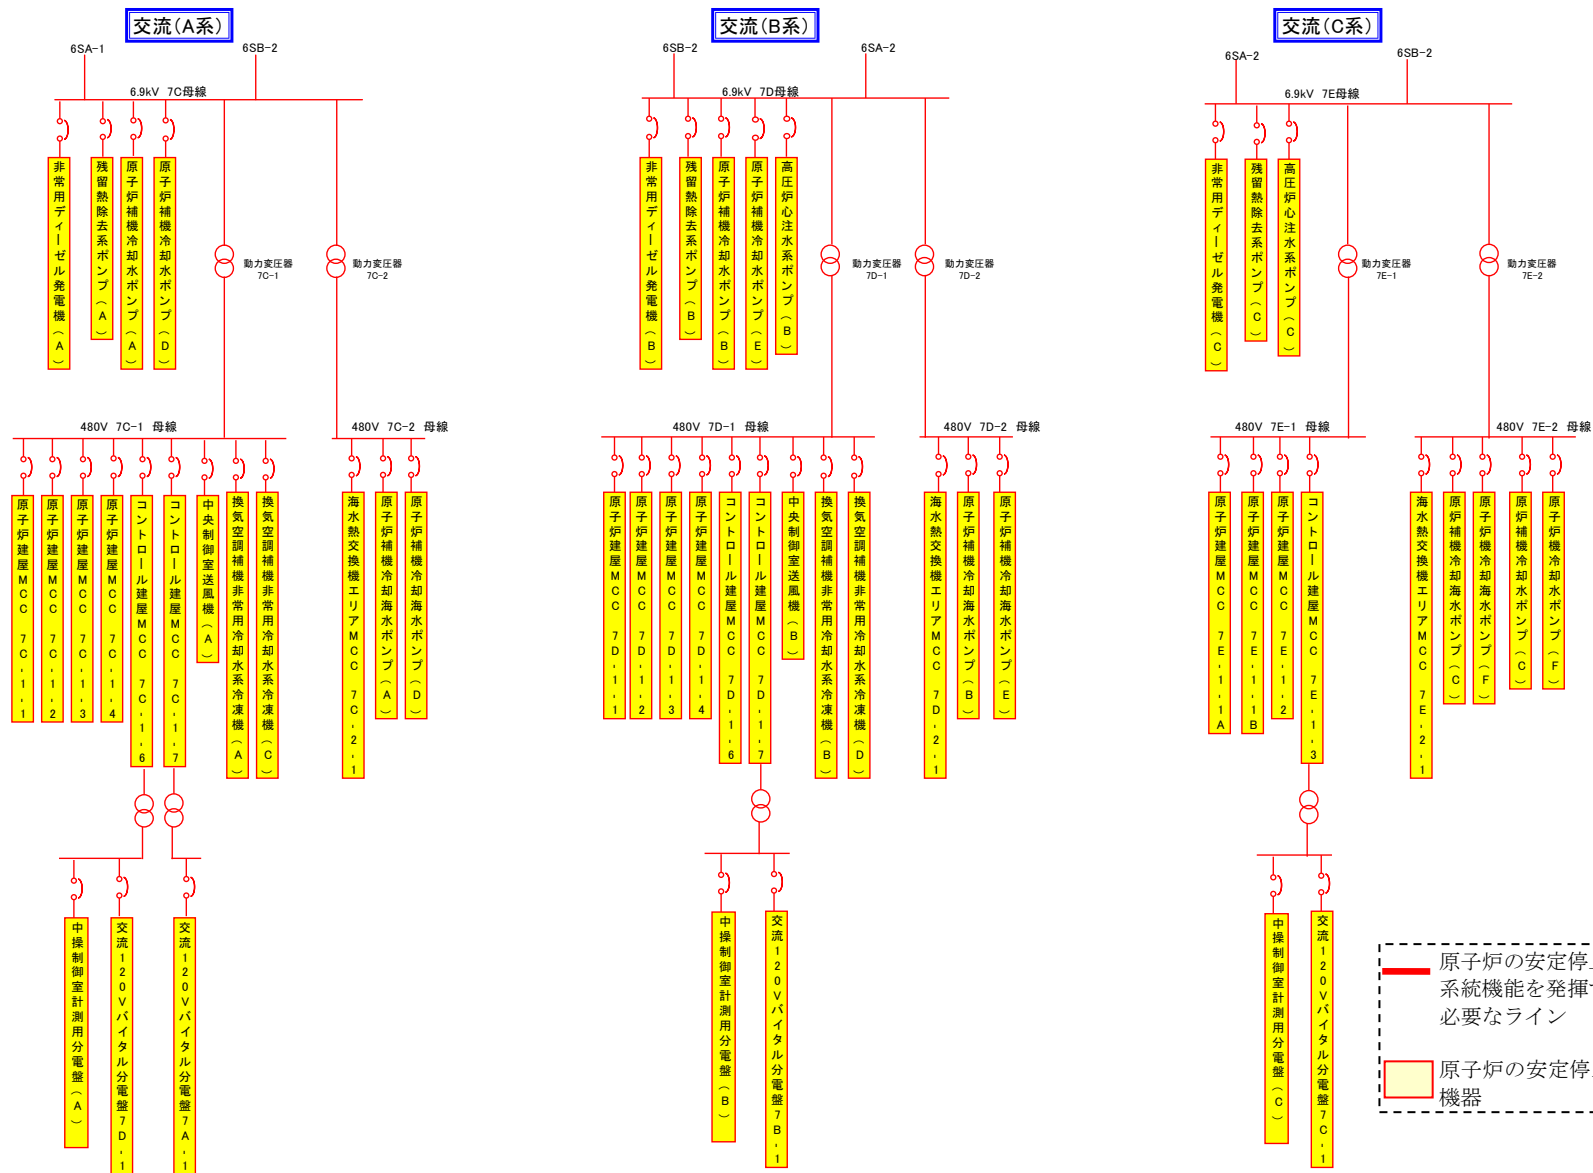 交流(A系)
6SA-1
6SB-2
6.9kV 7C母線
非常用ディーゼル発電機(A)
残留熱除去系ポンプ(A)
原子炉補機冷却水ポンプ(A)
原子炉補機冷却水ポンプ(D)
動力変圧器
7C-1
動力変圧器
7C-2
480V 7C-1 母線
480V 7C-2 母線
原子炉建屋MCC 7C-1-1
原子炉建屋MCC 7C-1-2
原子炉建屋MCC 7C-1-3
原子炉建屋MCC 7C-1-4
コントロール建屋MCC 7C-1-6
コントロール建屋MCC 7C-1-7
中央制御室送風機(A)
換気空調補機非常用冷却水系冷凍機(A)
換気空調補機非常用冷却水系冷凍機(C)
海水熱交換機エリアMCC 7C-2-1
原子炉補機冷却海水ポンプ(A)
原子炉補機冷却海水ポンプ(D)
中操制御室計測用分電盤(A)
交流120Vバイタル分電盤7D-1
交流120Vバイタル分電盤7A-1
交流(B系)
6SB-2
6SA-2
6.9kV 7D母線
非常用ディーゼル発電機(B)
残留熱除去系ポンプ(B)
原子炉補機冷却水ポンプ(B)
原子炉補機冷却水ポンプ(E)
高圧炉心注水系ポンプ(B)
動力変圧器
7D-1
動力変圧器
7D-2
480V 7D-1 母線
480V 7D-2 母線
原子炉建屋MCC 7D-1-1
原子炉建屋MCC 7D-1-2
原子炉建屋MCC 7D-1-3
原子炉建屋MCC 7D-1-4
コントロール建屋MCC 7D-1-6
コントロール建屋MCC 7D-1-7
中央制御室送風機(B)
換気空調補機非常用冷却水系冷凍機(B)
換気空調補機非常用冷却水系冷凍機(D)
海水熱交換機エリアMCC 7D-2-1
原子炉補機冷却海水ポンプ(B)
原子炉補機冷却海水ポンプ(E)
中操制御室計測用分電盤(B)
交流120Vバイタル分電盤7B-1
交流(C系)
6SA-2
6SB-2
6.9kV 7E母線
非常用ディーゼル発電機(C)
残留熱除去系ポンプ(C)
高圧炉心注水系ポンプ(C)
動力変圧器
7E-1
動力変圧器
7E-2
480V 7E-1 母線
480V 7E-2 母線
原子炉建屋MCC 7E-1-1A
原子炉建屋MCC 7E-1-1B
原子炉建屋MCC 7E-1-2
コントロール建屋MCC 7E-1-3
海水熱交換機エリアMCC 7E-2-1
原炉補機冷却海水ポンプ(C)
原子炉機冷却海水ポンプ(F)
原炉補機冷却水ポンプ(C)
原子炉機冷却水ポンプ(F)
中操制御室計測用分電盤(C)
交流120Vバイタル分電盤7C-1
原子炉の安定停
系統機能を発揮
必要なライン
原子炉の安定停
機器